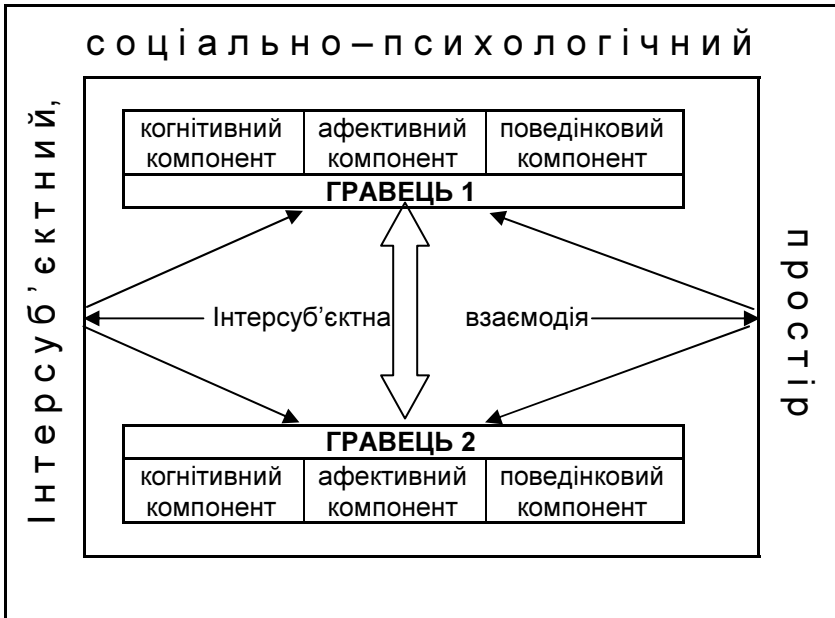 Інтерсуб’єктний,
соціально–психологічний
простір
когнітивний компонент
афективний компонент
поведінковий компонент
ГРАВЕЦЬ 1
Інтерсуб’єктна взаємодія
ГРАВЕЦЬ 2
когнітивний компонент
афективний компонент
поведінковий компонент